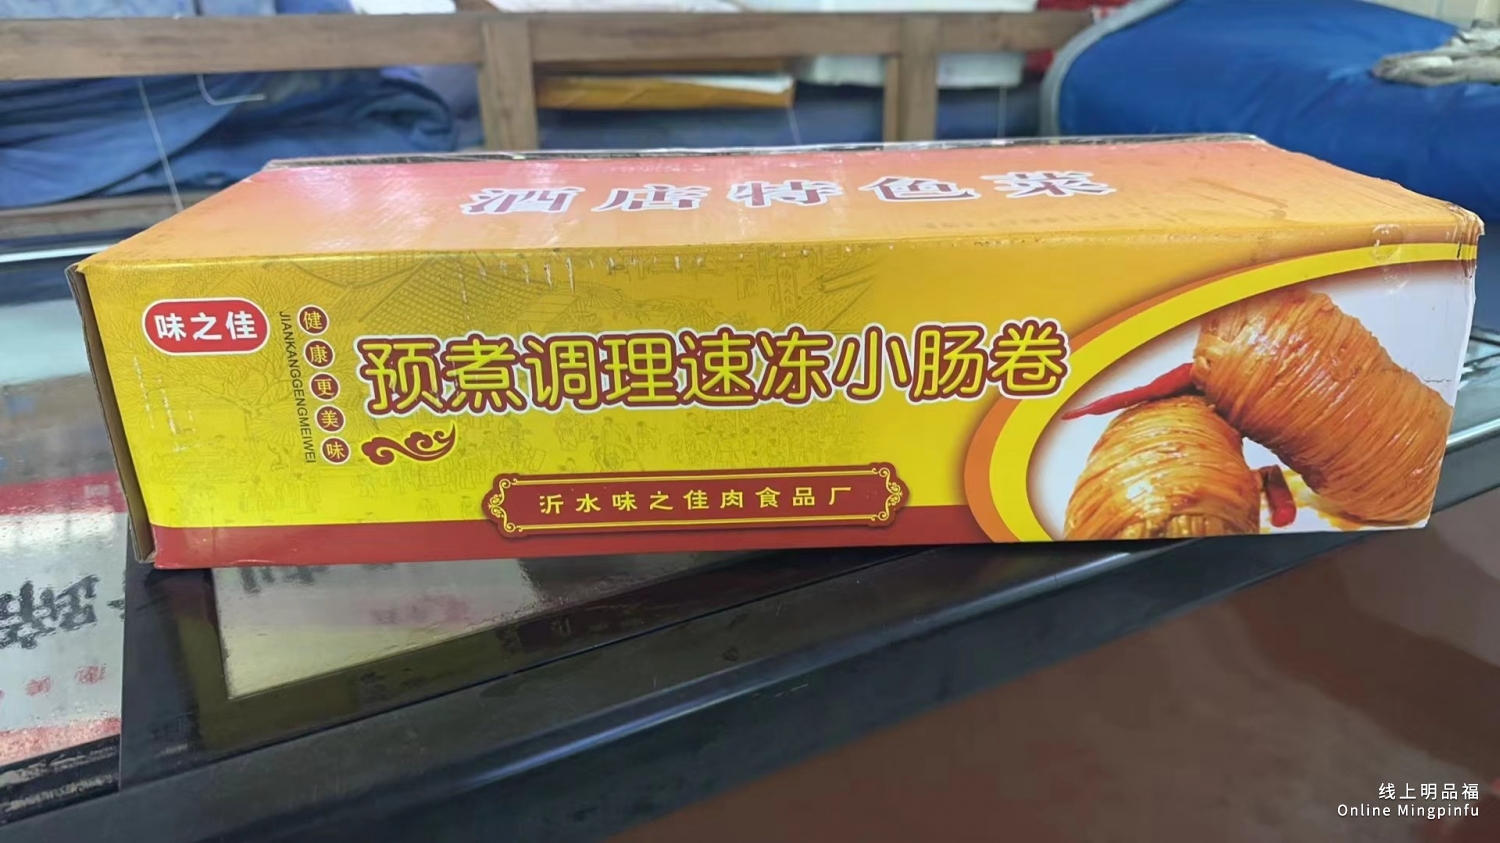 酒店特色菜
味之佳
健康更美味
JIANKANGGENGMEIWEI
预煮调理速冻小肠卷
沂水味之佳肉食品厂
线上明品福
Online Mingpinfu